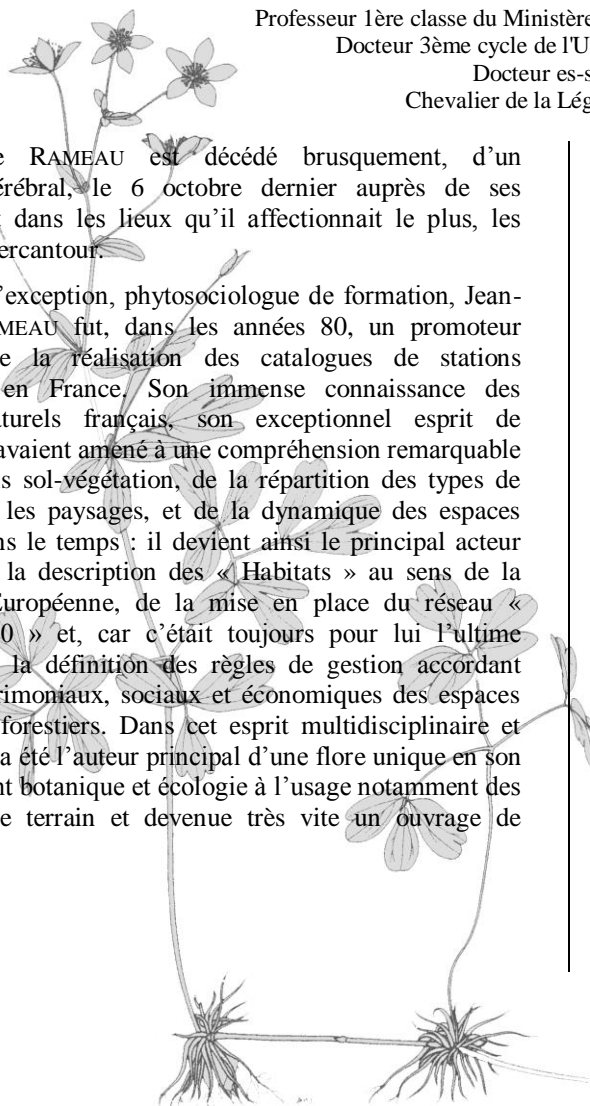 Professeur 1ère classe du Ministère
Docteur 3ème cycle de l'U
Docteur es-s
Chevalier de la Lég
e RAMEAU est décédé brusquement, d’un
érébral, le 6 octobre dernier auprès de ses
t dans les lieux qu’il affectionnait le plus, les
ercantour.
’exception, phytosociologue de formation, Jean-
MEAU fut, dans les années 80, un promoteur
e la réalisation des catalogues de stations
en France. Son immense connaissance des
aturels français, son exceptionnel esprit de
avaient amené à une compréhension remarquable
s sol-végétation, de la répartition des types de
les paysages, et de la dynamique des espaces
ns le temps : il devient ainsi le principal acteur
la description des « Habitats » au sens de la
Européenne, de la mise en place du réseau «
0 » et, car c’était toujours pour lui l’ultime
la définition des règles de gestion accordant
rimoniaux, sociaux et économiques des espaces
forestiers. Dans cet esprit multidisciplinaire et
a été l’auteur principal d’une flore unique en son
nt botanique et écologie à l’usage notamment des
e terrain et devenue très vite un ouvrage de